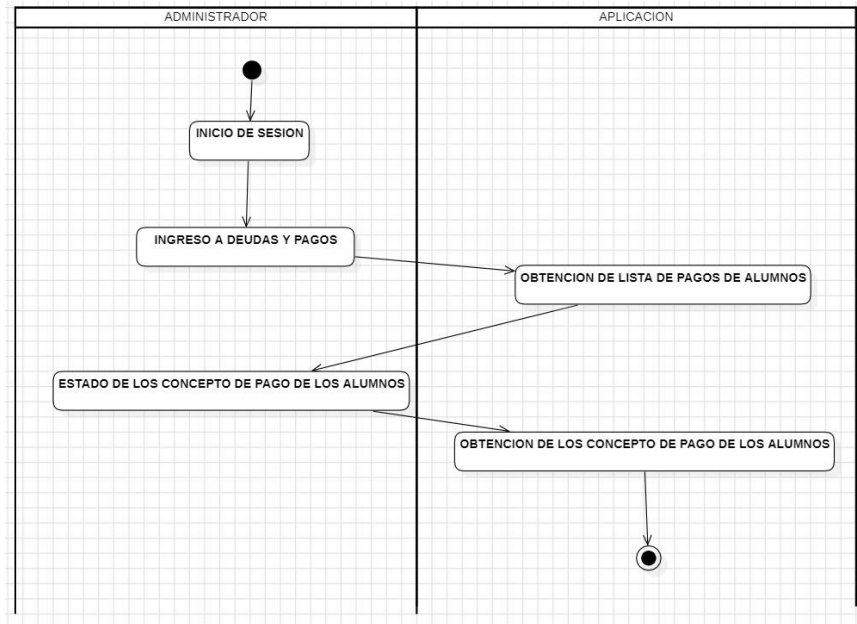 ADMINISTRADOR
APLICACION
INICIO DE SESION
INGRESO A DEUDAS Y PAGOS
OBTENCION DE LISTA DE PAGOS DE ALUMNOS
ESTADO DE LOS CONCEPTO DE PAGO DE LOS ALUMNOS
OBTENCION DE LOS CONCEPTO DE PAGO DE LOS ALUMNOS